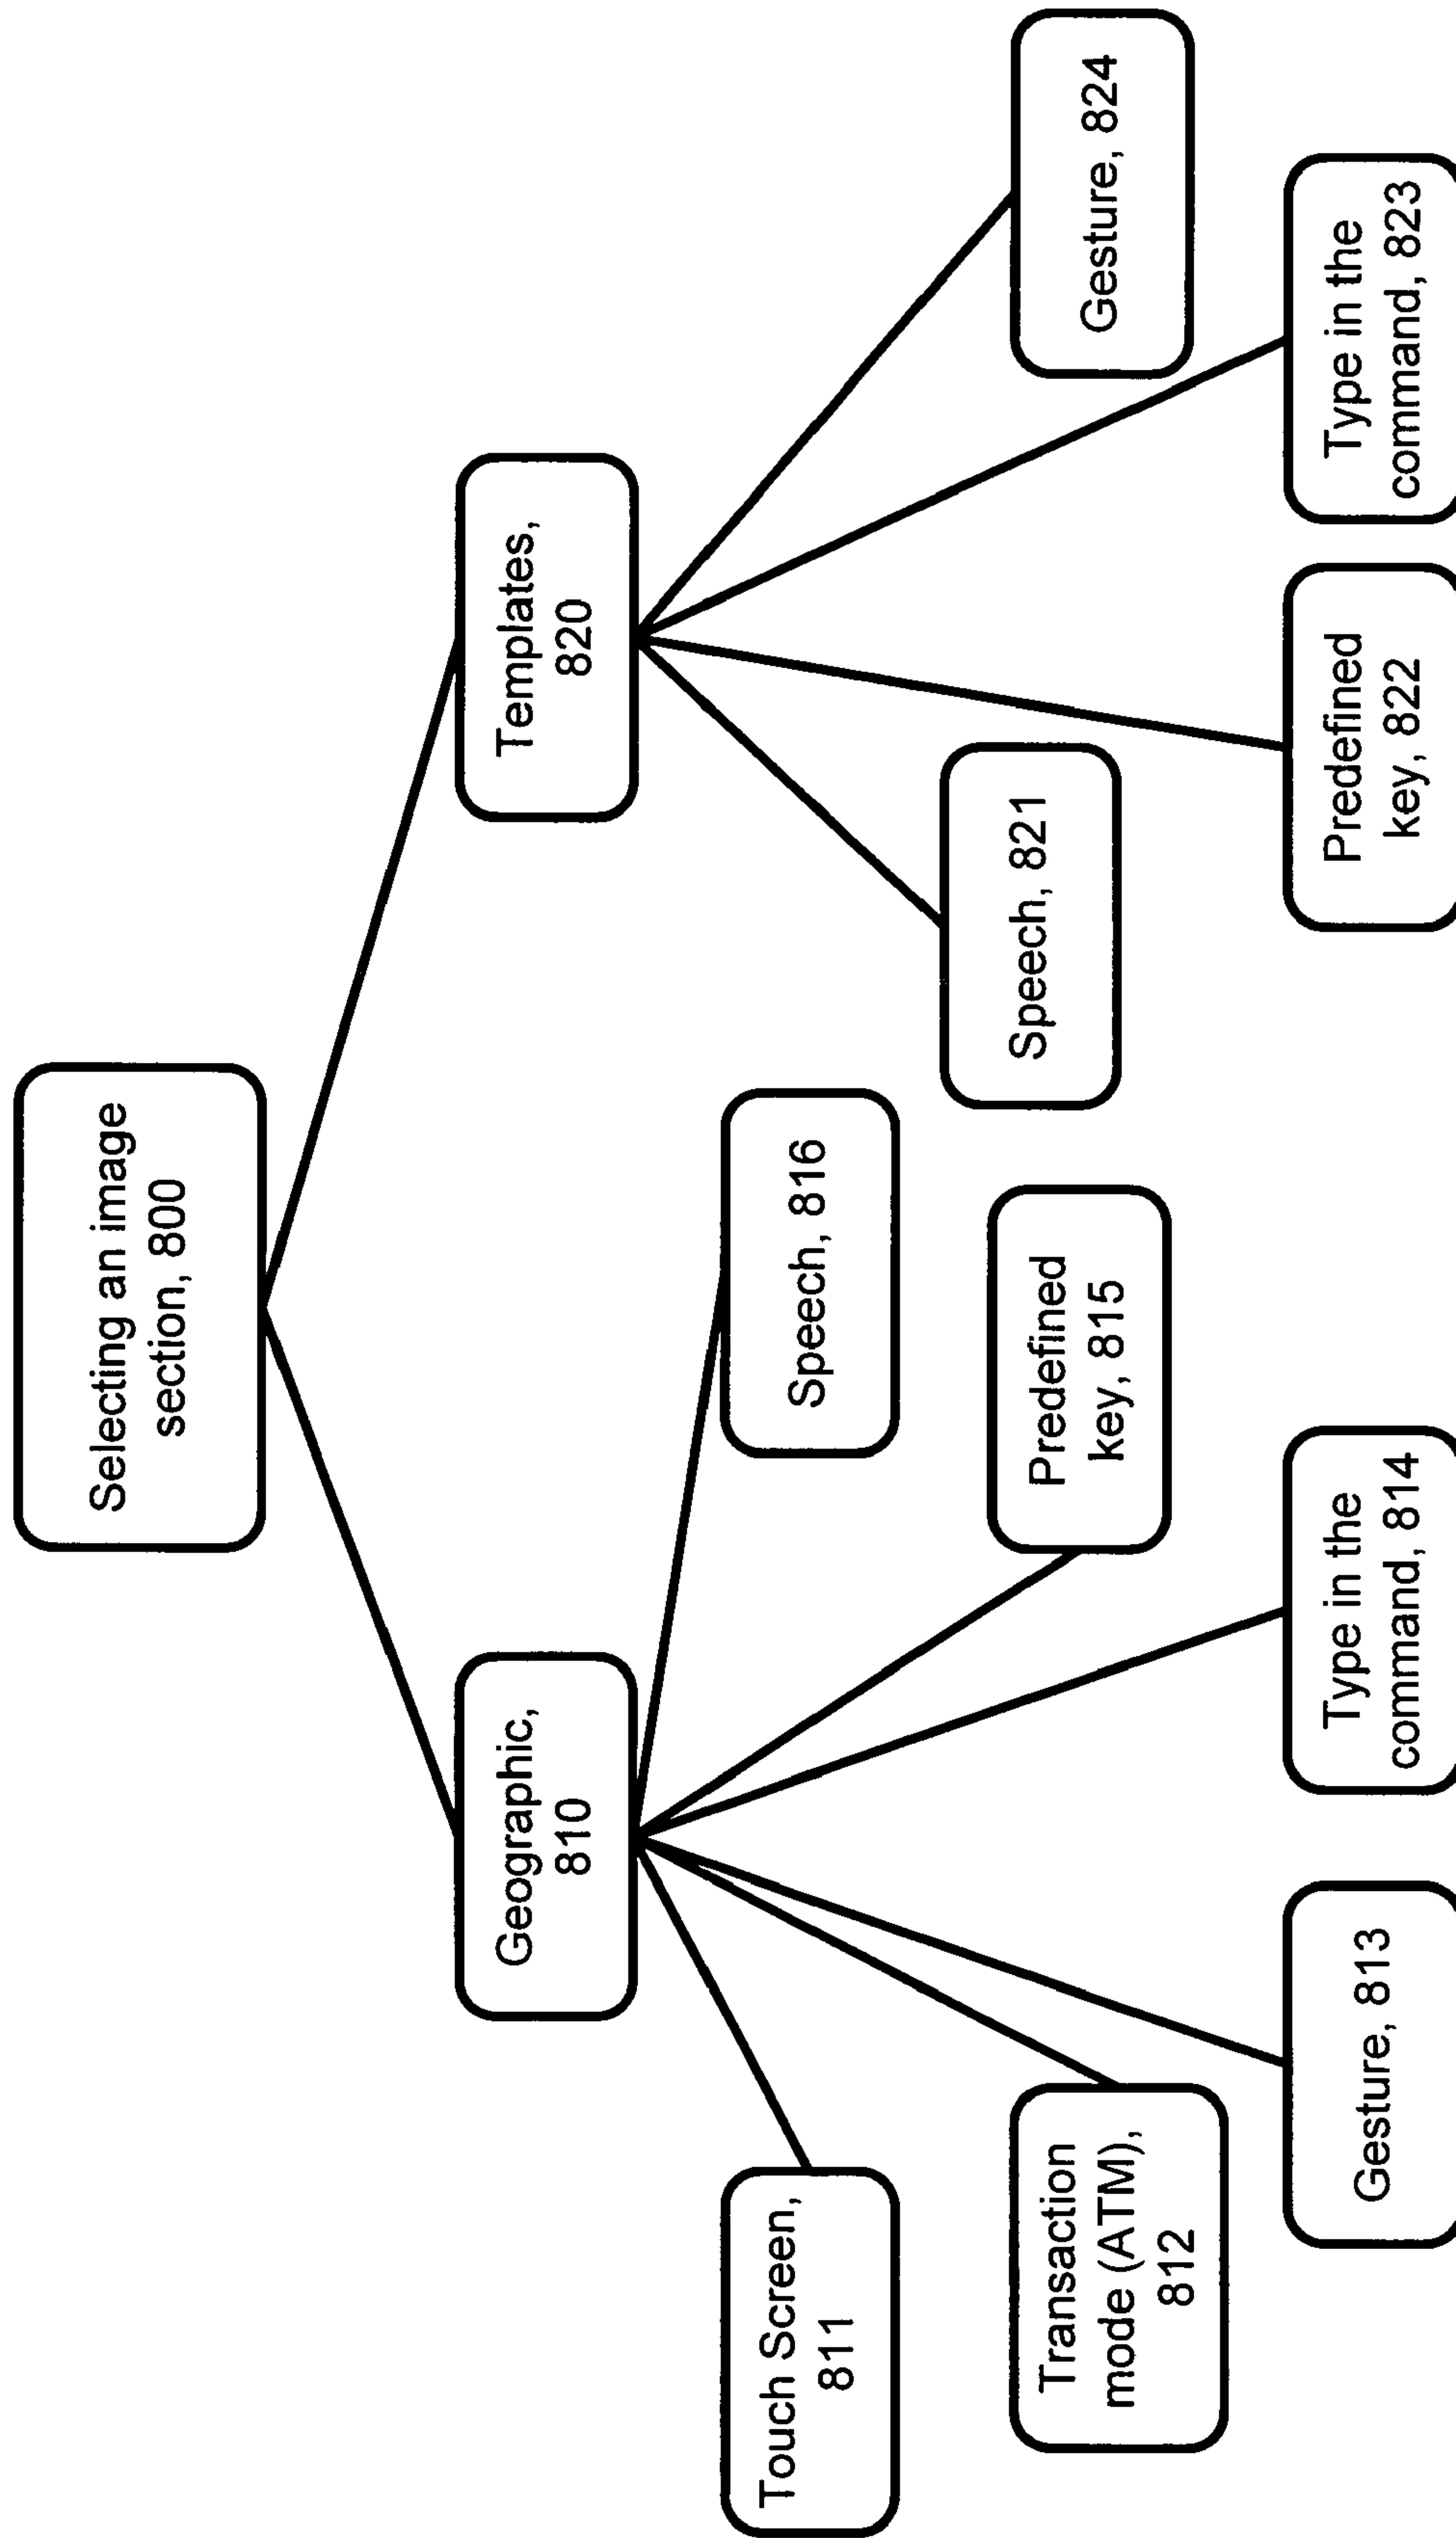 Selecting an image
section, 800
Geographic,
810
Templates,
820
Touch Screen,
811
Transaction
mode (ATM),
812
Gesture, 813
Type in the
command, 814
Predefined
key, 815
Speech, 816
Speech, 821
Predefined
key, 822
Type in the
command, 823
Gesture, 824